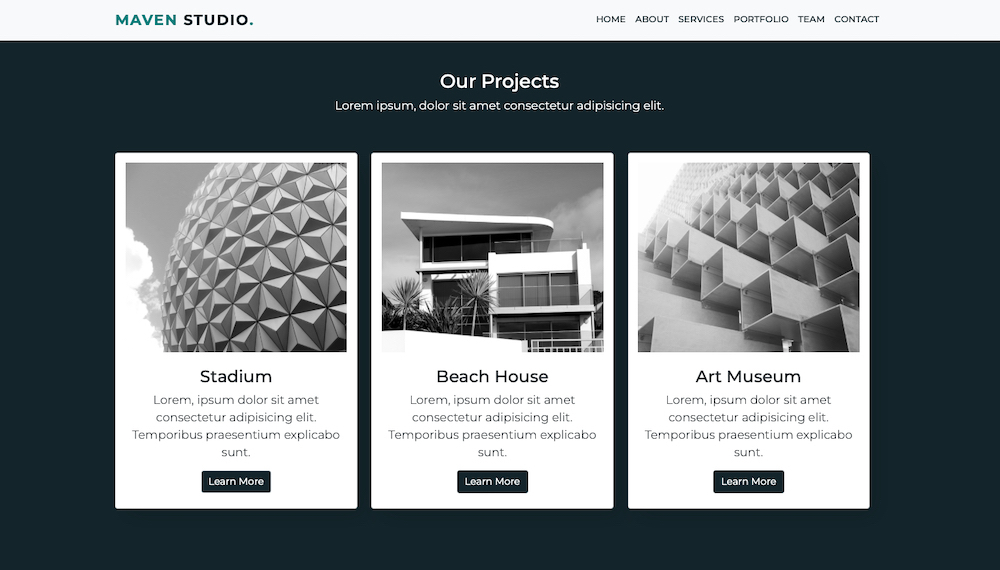 MAVEN STUDIO.
HOME ABOUT SERVICES PORTFOLIO TEAM CONTACT
Our Projects
Lorem ipsum, dolor sit amet consectetur adipisicing elit.
Stadium
Lorem, ipsum dolor sit amet
consectetur adipisicing elit.
Temporibus praesentium explicabo
sunt.
Learn More
Beach House
Lorem, ipsum dolor sit amet
consectetur adipisicing elit.
Temporibus praesentium explicabo
sunt.
Learn More
Art Museum
Lorem, ipsum dolor sit amet
consectetur adipisicing elit.
Temporibus praesentium explicabo
sunt.
Learn More